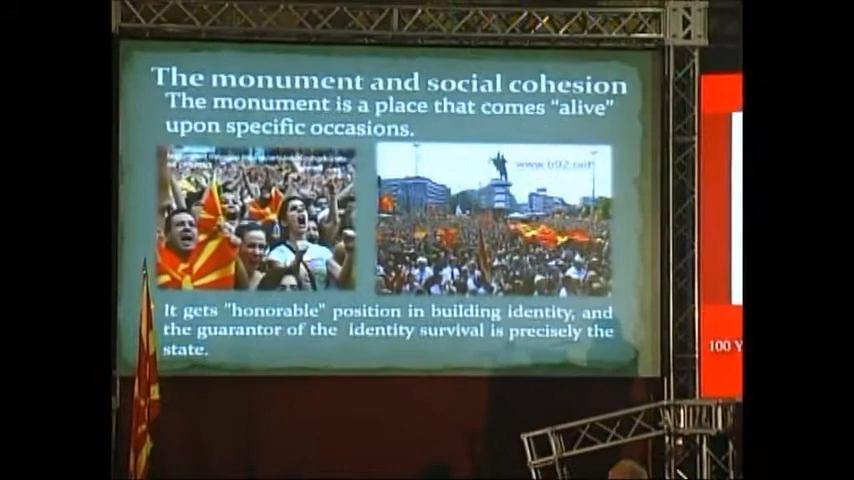 The monument and social cohesion
The monument is a place that comes “alive”
upon specific occasions.
www.b92.net
It gets "honorable" position in building identity, and
the guarantor of the identity survival is precisely the
state.
100 Y